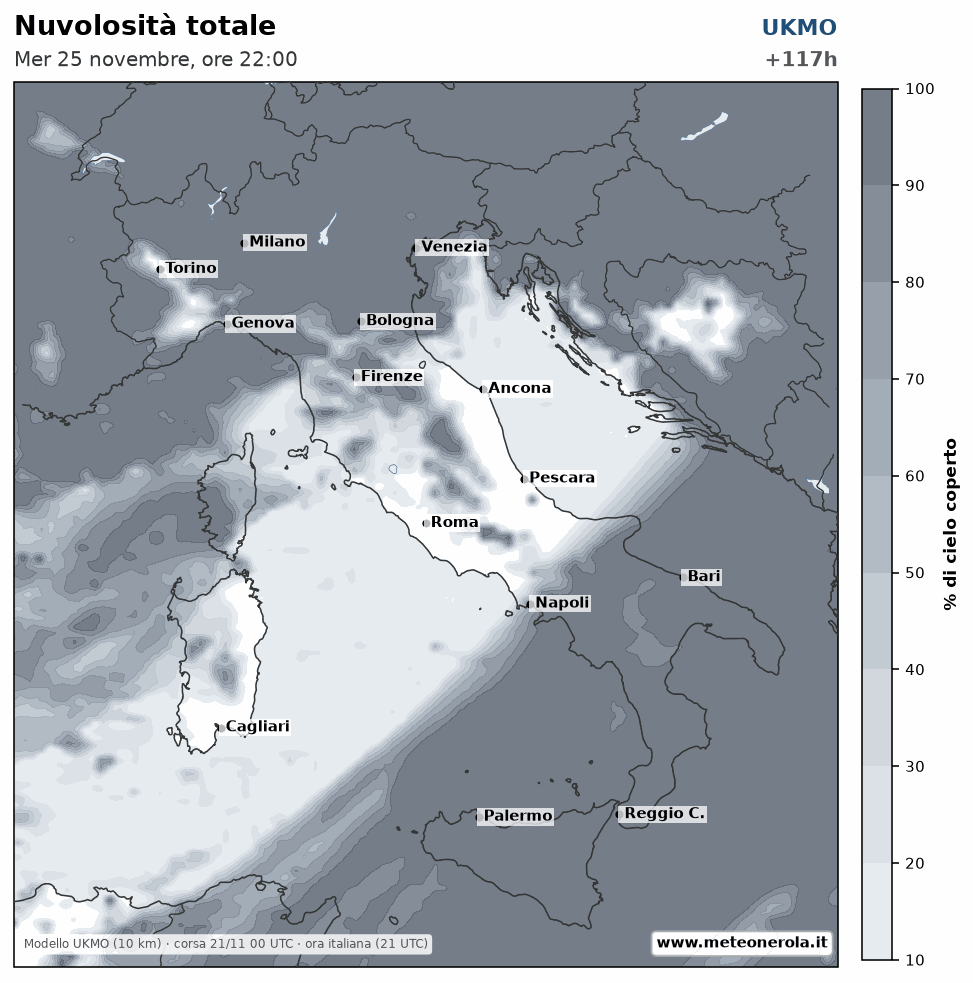 Nuvolosità totale
UKMO
Mer 25 novembre, ore 22:00
+117h
100
90
80
70
60
50
40
30
20
10
% di cielo coperto
Milano
Venezia
Torino
Genova
Bologna
Firenze
Ancona
Pescara
Roma
Bari
Napoli
Cagliari
Palermo
Reggio C.
Modello UKMO (10 km) · corsa 21/11 00 UTC · ora italiana (21 UTC)
www.meteonerola.it